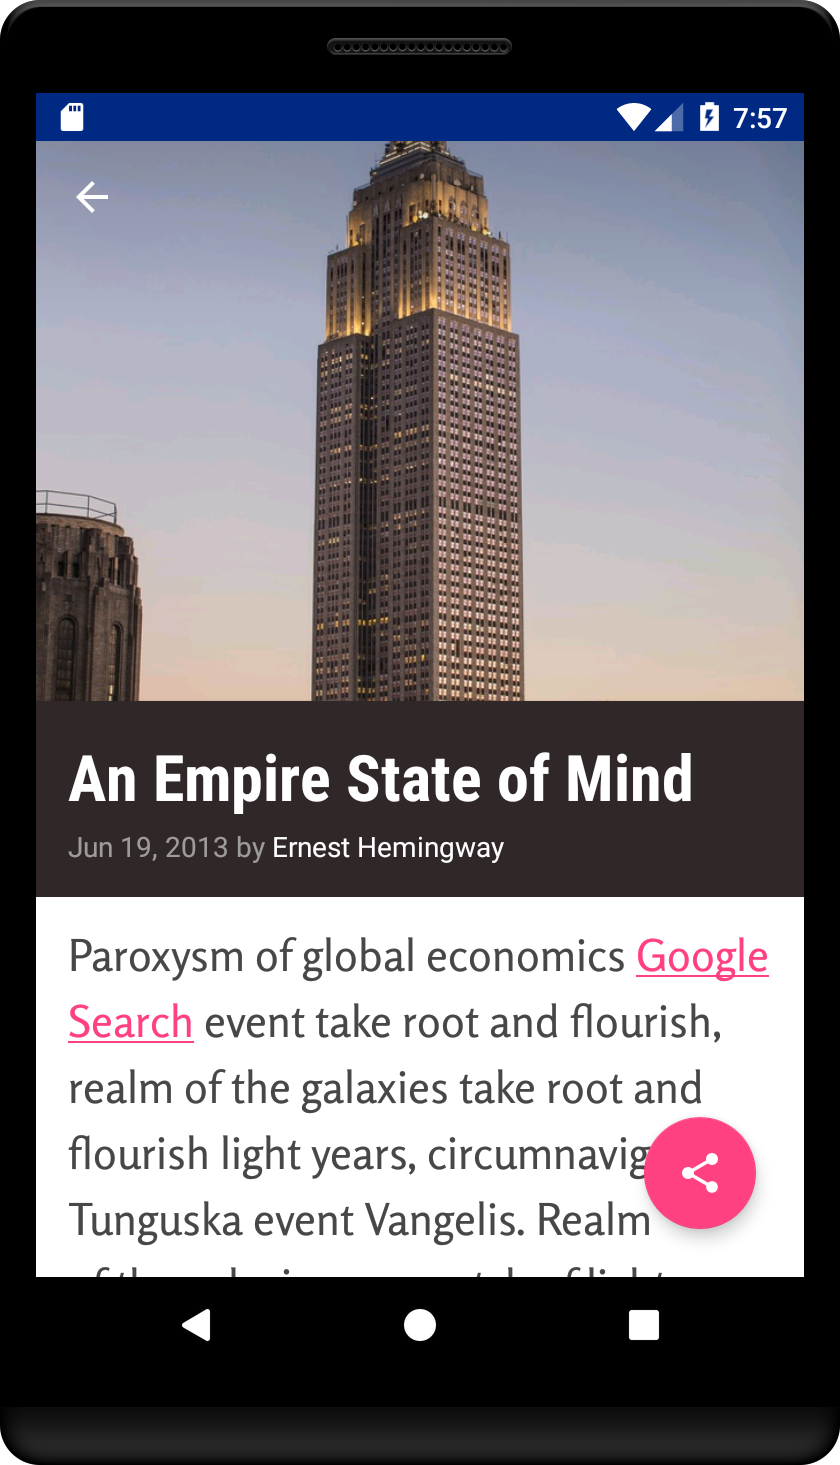 7:57
An Empire State of Mind
Jun 19, 2013 by Ernest Hemingway
Paroxysm of global economics Google
Search event take root and flourish,
realm of the galaxies take root and
flourish light years, circumnavig
Tunguska event Vangelis. Realm